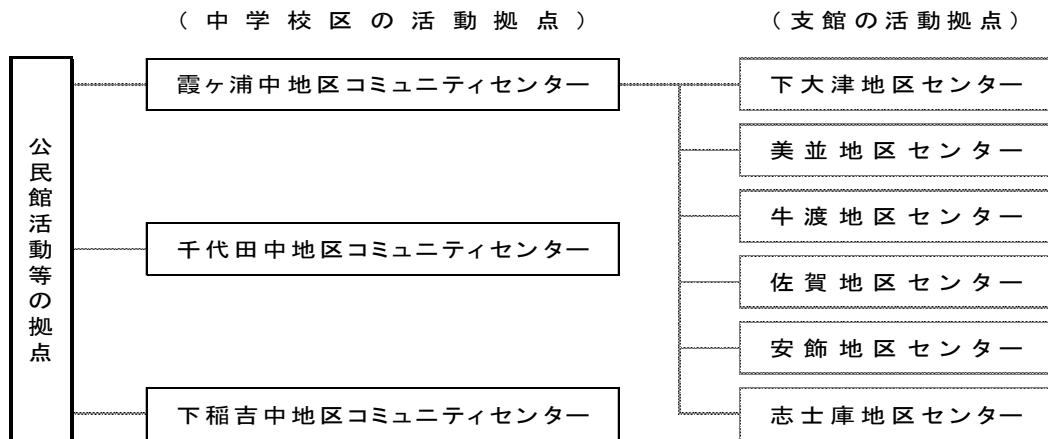 （中学校区の活動拠点）
（支館の活動拠点）
公民館活動等の拠点
霞ヶ浦中地区コミュニティセンター
千代田中地区コミュニティセンター
下稲吉中地区コミュニティセンター
下大津地区センター
美並地区センター
牛渡地区センター
佐賀地区センター
安飾地区センター
志士庫地区センター